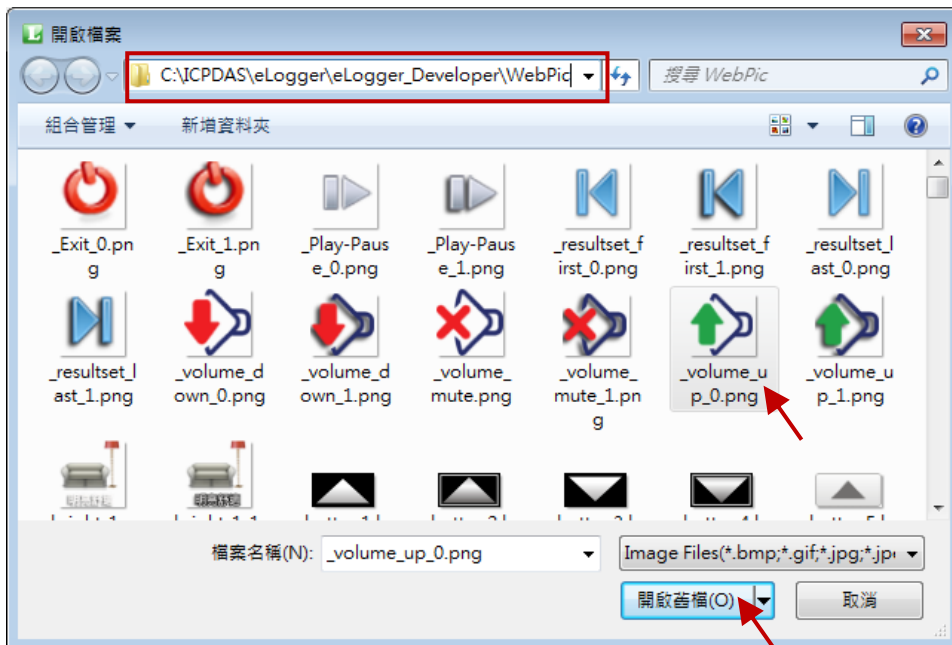 開啟檔案
C:\ICPDAS\eLogger\eLogger_Developer\WebPic
搜尋 WebPic
組合管理
新增資料夾
_Exit_0.pn
g
_Exit_1.pn
g
_Play-Paus
e_0.png
_Play-Paus
e_1.png
_resultset_f
irst_0.png
_resultset_f
irst_1.png
_resultset_l
ast_0.png
_resultset_l
ast_1.png
_volume_d
own_0.png
_volume_d
own_1.png
_volume_
mute.png
_volume_
mute_1.pn
g
_volume_u
p_0.png
_volume_u
p_1.png
檔案名稱(N):
_volume_up_0.png
Image Files(*.bmp;*.gif;*.jpg;*.jp
開啟舊檔(O)
取消